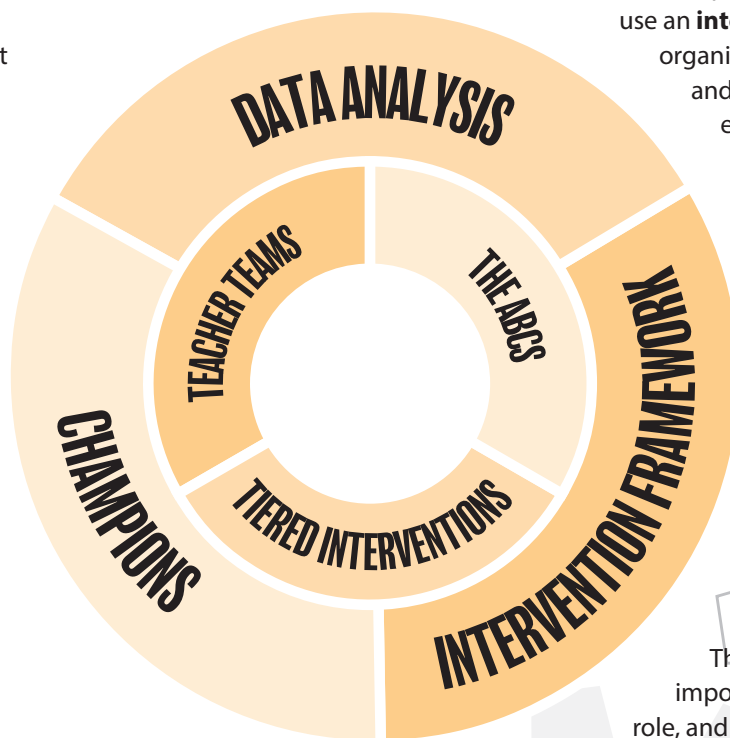 use an
organi
and
DATA ANALYSIS
TEACHER TEAMS
THE ABCS
INTERVENTION FRAMEWORK
CHAMPIONS
TIERED INTERVENTIONS
role, and